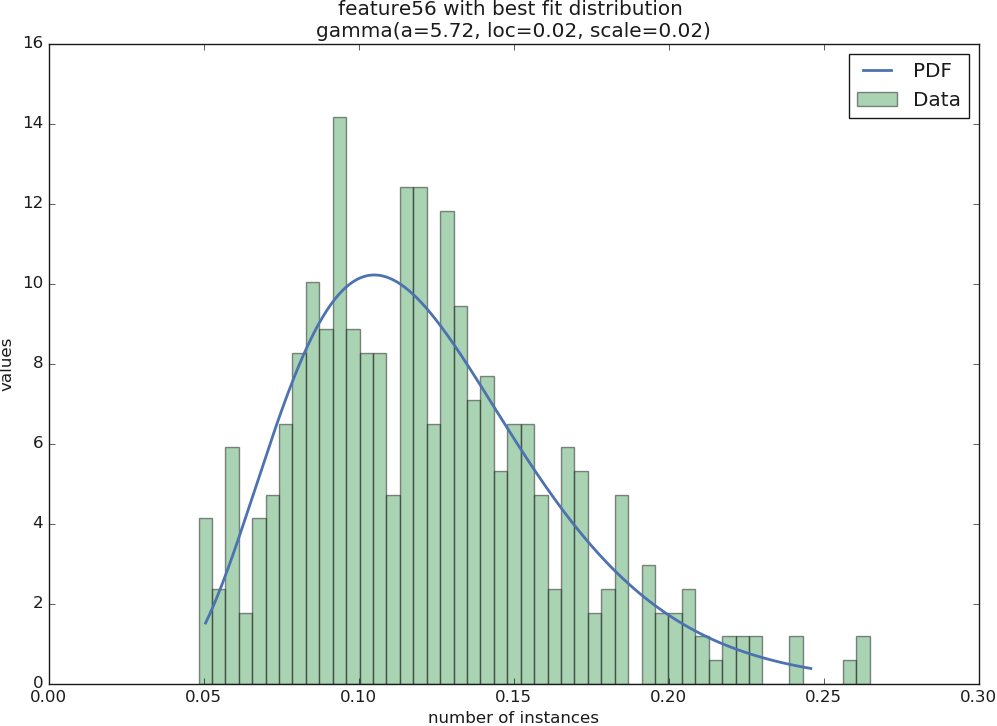 feature56 with best fit distribution
gamma(a=5.72, loc=0.02, scale=0.02)
PDF
Data
values
16
14
12
10
8
6
4
2
0
0.00 0.05 0.10 0.15 0.20 0.25 0.30
number of instances